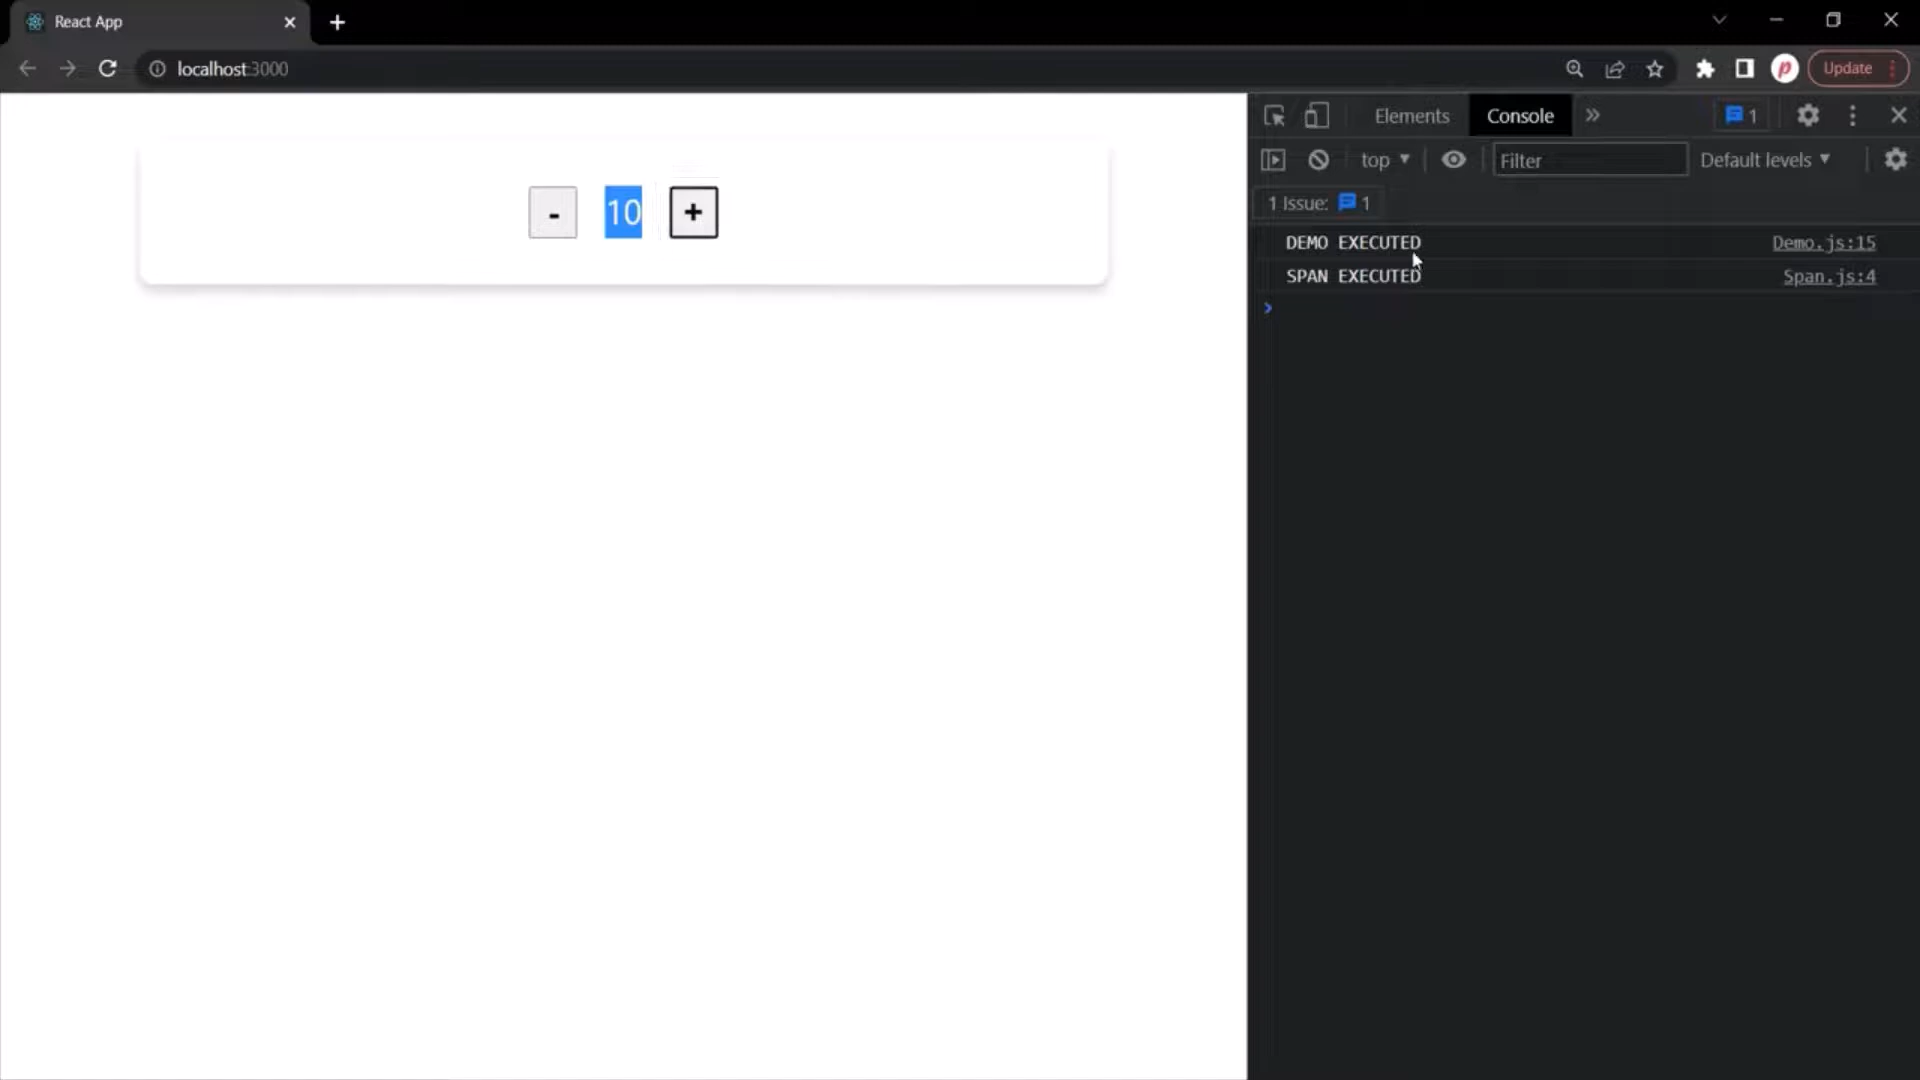 React App
localhost:3000
Update
Elements
Console
1
top
Filter
Default levels
1 Issue: 1
- 10 +
DEMO EXECUTED Demo.js:15
SPAN EXECUTED Span.js:4